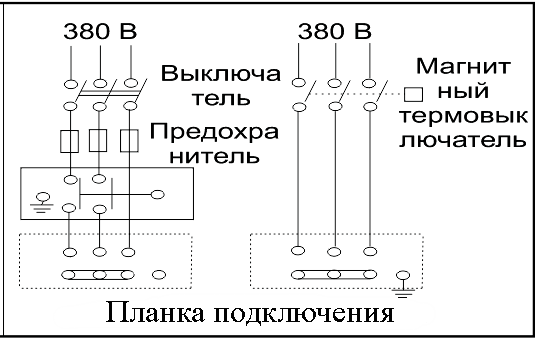 380 В
Выключа
тель
Предохра
нитель
380 В
Магнит
ный
термовык
лючатель
Планка подключения